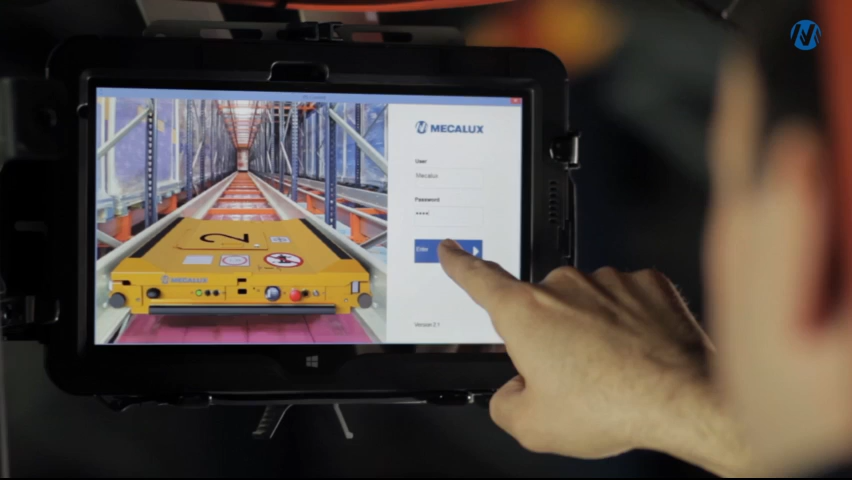 MECALUX
User
Mecalux
Password
****
Enter
Version 2.1
2
MECALUX